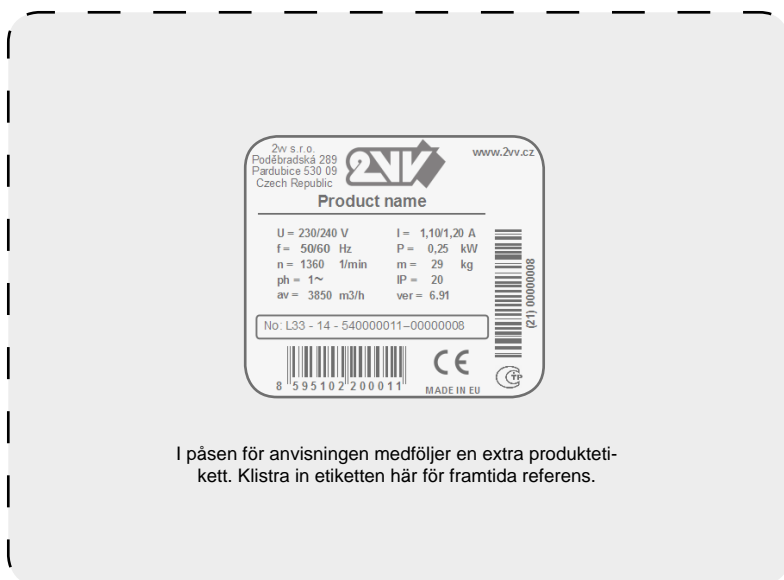 2vv s.r.o.
Poděbradská 289
Pardubice 530 09
Czech Republic
2VV
www.2vv.cz
Product name
U = 230/240 V I = 1,10/1,20 A
f = 50/60 Hz P = 0,25 kW
n = 1360 1/min m = 29 kg
ph = 1~ IP = 20
av = 3850 m3/h ver = 6.91
(21) 00000008
No: L33 - 14 - 540000011–00000008
8 595102 200011
CE
MADE IN EU
I påsen för anvisningen medföljer en extra produkteti-
kett. Klistra in etiketten här för framtida referens.